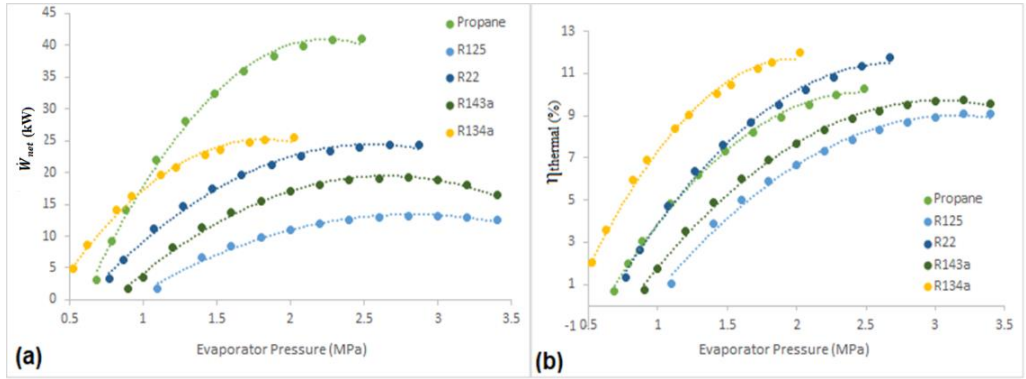 45
40
35
30
25
20
15
10
5
0
Ẇnet (kW)
0.5 1 1.5 2 2.5 3 3.5
Evaporator Pressure (MPa)
Propane
R125
R22
R143a
R134a
(a)
13
11
9
7
5
3
1
-1
ηthermal (%)
0.5 1 1.5 2 2.5 3 3.5
Evaporator Pressure (MPa)
Propane
R125
R22
R143a
R134a
(b)